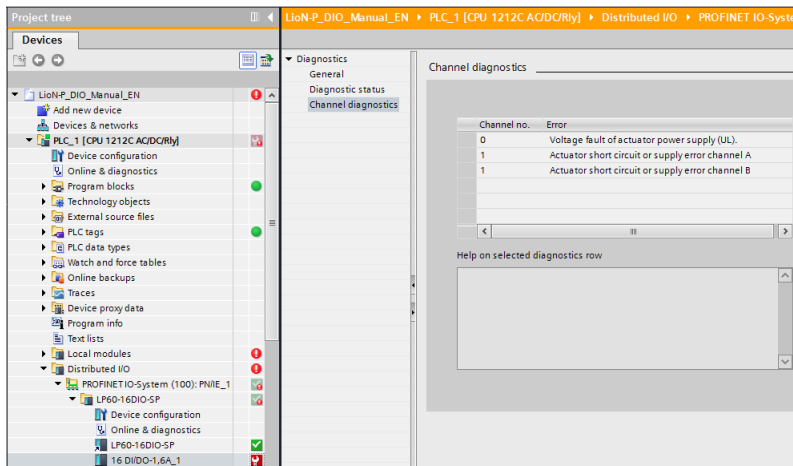 Project tree
LioN-P_DIO_Manual_EN ▸ PLC_1 [CPU 1212C AC/DC/Rly] ▸ Distributed I/O ▸ PROFINET IO-Syste
Devices
LioN-P_DIO_Manual_EN
Add new device
Devices & networks
PLC_1 [CPU 1212C AC/DC/Rly]
Device configuration
Online & diagnostics
Program blocks
Technology objects
External source files
PLC tags
PLC data types
Watch and force tables
Online backups
Traces
Device proxy data
Program info
Text lists
Local modules
Distributed I/O
PROFINET IO-System (100): PN/IE_1
LP60-16DIO-SP
Device configuration
Online & diagnostics
LP60-16DIO-SP
16 DI/DO-1,6A_1
Diagnostics
General
Diagnostic status
Channel diagnostics
Channel diagnostics
Channel no. Error
0 Voltage fault of actuator power supply (UL).
1 Actuator short circuit or supply error channel A
1 Actuator short circuit or supply error channel B
Help on selected diagnostics row